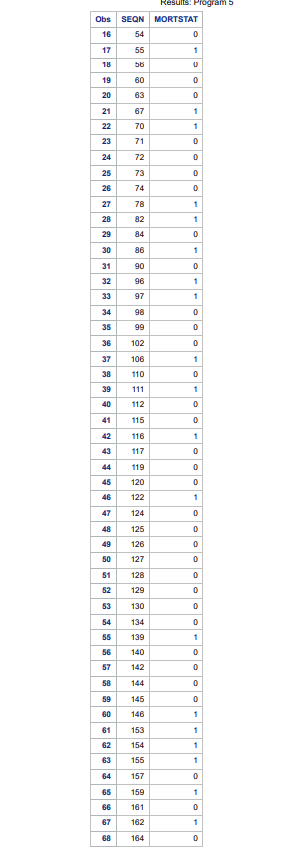 Results: Program 5
Obs SEQN MORTSTAT
16 54 0
17 55 1
18 56 0
19 60 0
20 63 0
21 67 1
22 70 1
23 71 0
24 72 0
25 73 0
26 74 0
27 78 1
28 82 1
29 84 0
30 86 1
31 90 0
32 96 1
33 97 1
34 98 0
35 99 0
36 102 0
37 106 1
38 110 0
39 111 1
40 112 0
41 115 0
42 116 1
43 117 0
44 119 0
45 120 0
46 122 1
47 124 0
48 125 0
49 126 0
50 127 0
51 128 0
52 129 0
53 130 0
54 134 0
55 139 1
56 140 0
57 142 0
58 144 0
59 145 0
60 146 1
61 153 1
62 154 1
63 155 1
64 157 0
65 159 1
66 161 0
67 162 1
68 164 0